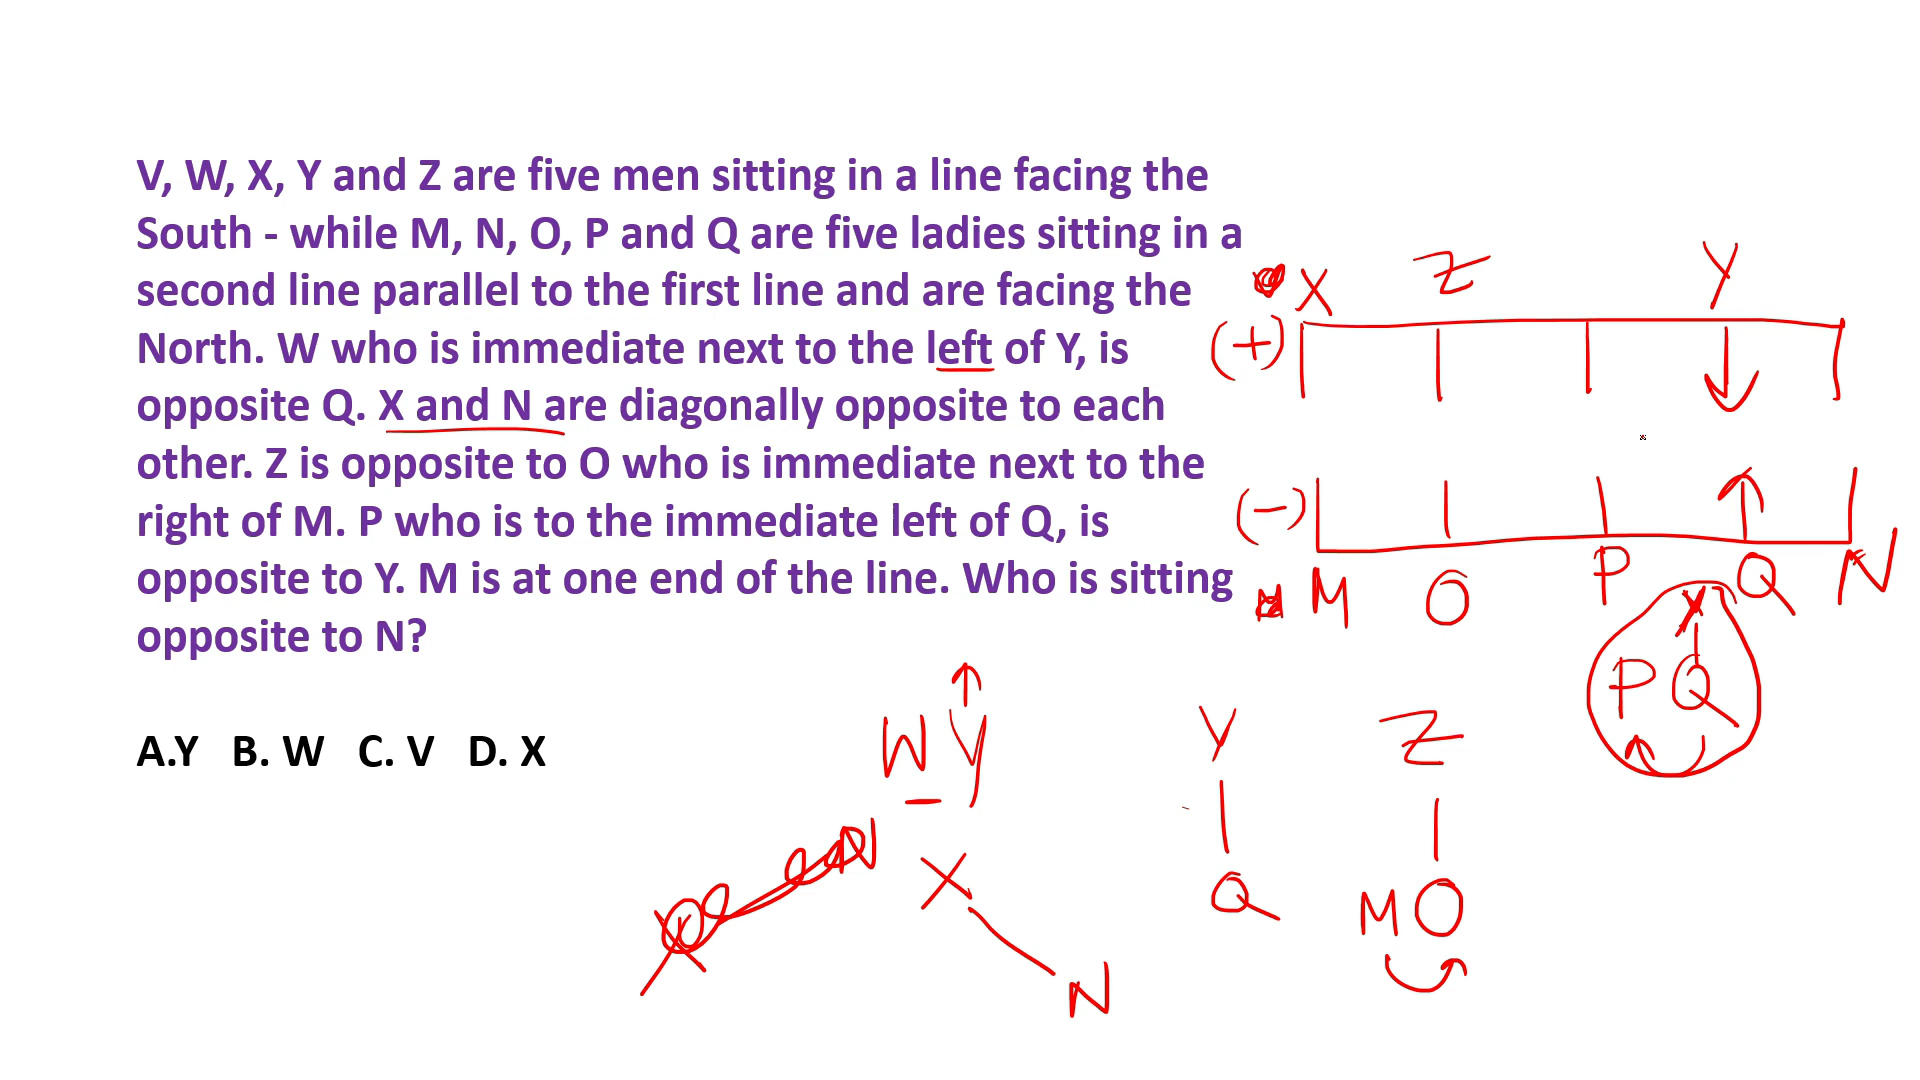 V, W, X, Y and Z are five men sitting in a line facing the
South - while M, N, O, P and Q are five ladies sitting in a
second line parallel to the first line and are facing the
North. W who is immediate next to the left of Y, is
opposite Q. X and N are diagonally opposite to each
other. Z is opposite to O who is immediate next to the
right of M. P who is to the immediate left of Q, is
opposite to Y. M is at one end of the line. Who is sitting
opposite to N?
A.Y B. W C. V D. X
X Z Y
(+)
(-)
M O P Q N
P Q
W Y
N
X
N
Y Z
Q M O